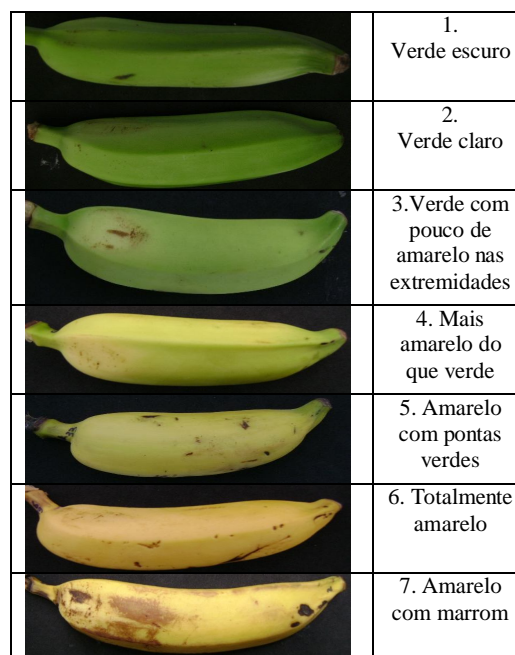 1.
Verde escuro
2.
Verde claro
3.Verde com
pouco de
amarelo nas
extremidades
4. Mais
amarelo do
que verde
5. Amarelo
com pontas
verdes
6. Totalmente
amarelo
7. Amarelo
com marrom